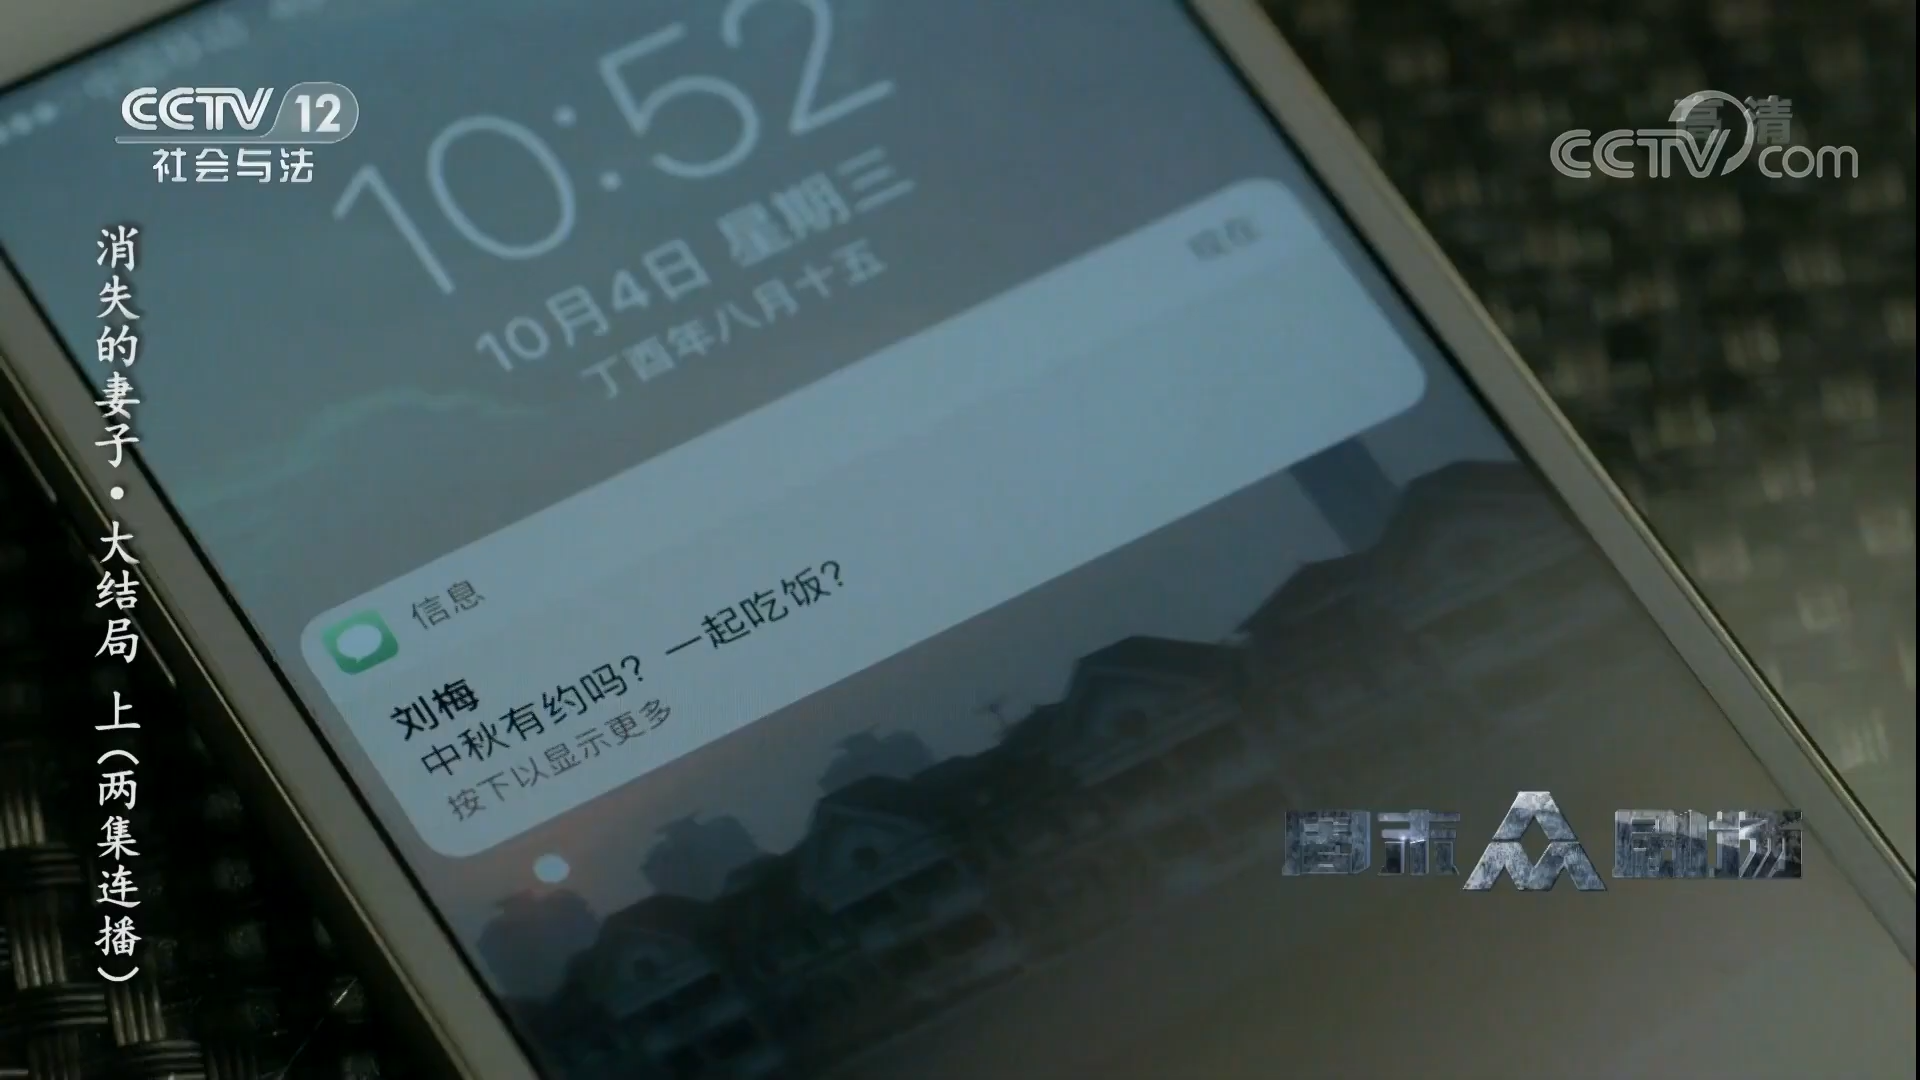 CCTV 12
社会与法
高清
CCTV com
消失的妻子·大结局 上(两集连播)
10:52
10月4日 星期三
丁酉年八月十五
现在
信息
刘梅
中秋有约吗? 一起吃饭?
按下以显示更多
周末 剧场